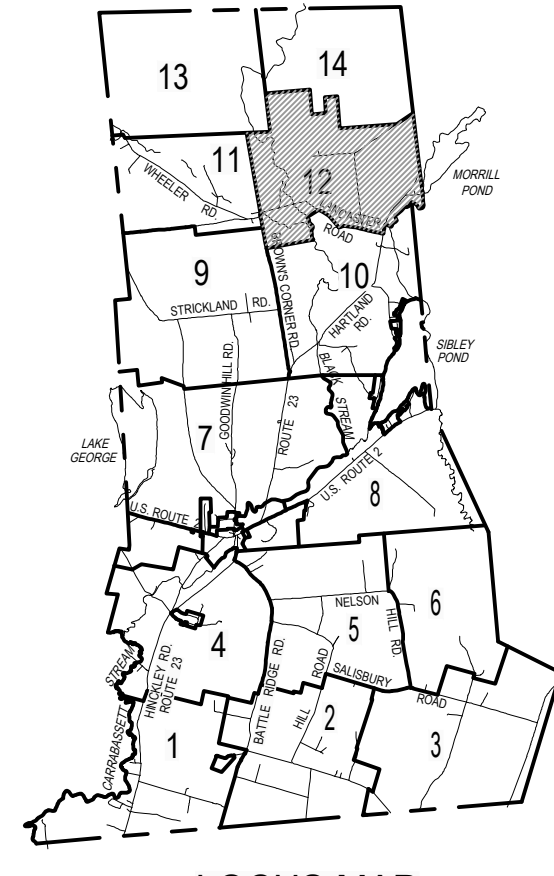 13
14
11
12
MORRILL
POND
WHEELER
RD.
LANCASTER
ROAD
9
BROWN'S CORNER RD.
10
STRICKLAND RD.
HARTLAND
RD.
SIBLEY
POND
GOODWIN HILL RD.
BLACK
STREAM
LAKE
GEORGE
7
ROUTE 23
U.S. ROUTE 2
U.S. ROUTE 2
8
NELSON
HILL RD.
6
5
4
BATTLE RIDGE RD.
ROAD
SALISBURY
ROAD
HINCKLEY RD.
ROUTE 23
STREAM
CARRABASSETT
HILL
2
1
3